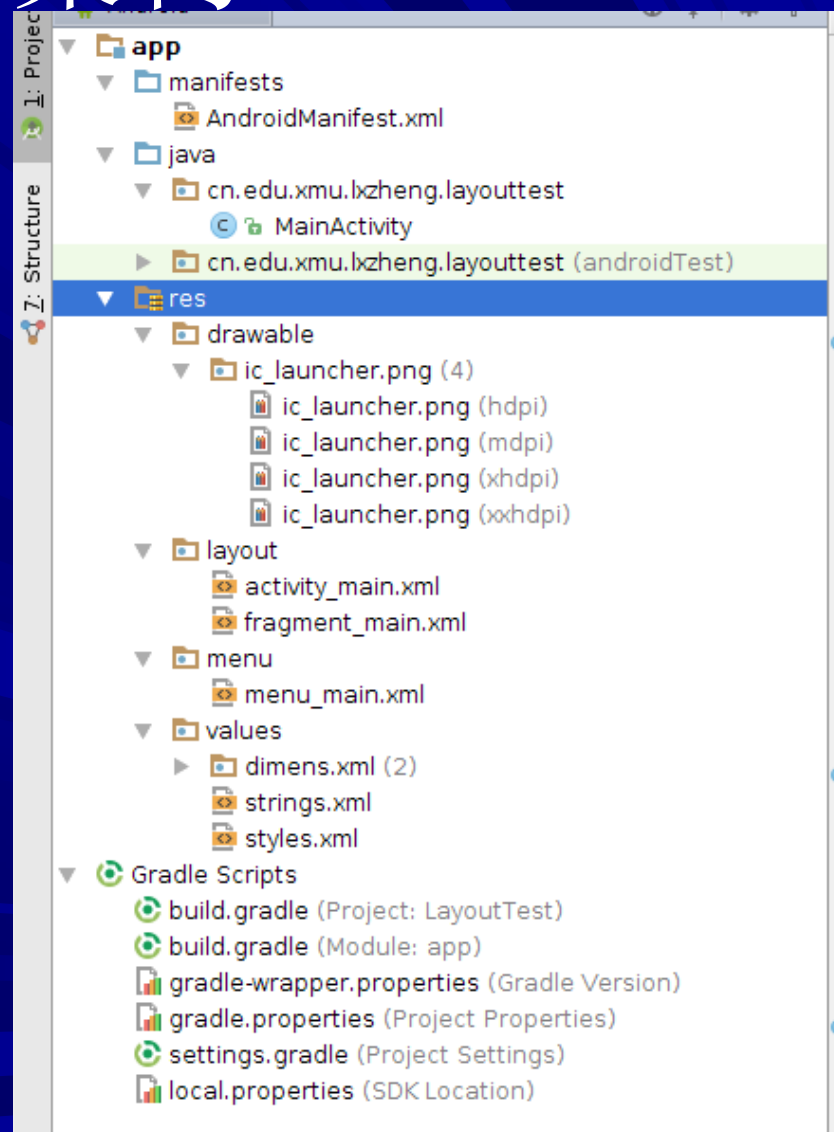 1: Projec
7: Structure
app
manifests
AndroidManifest.xml
java
cn.edu.xmu.lxzheng.layouttest
MainActivity
cn.edu.xmu.lxzheng.layouttest (androidTest)
res
drawable
ic_launcher.png (4)
ic_launcher.png (hdpi)
ic_launcher.png (mdpi)
ic_launcher.png (xhdpi)
ic_launcher.png (xxhdpi)
layout
activity_main.xml
fragment_main.xml
menu
menu_main.xml
values
dimens.xml (2)
strings.xml
styles.xml
Gradle Scripts
build.gradle (Project: LayoutTest)
build.gradle (Module: app)
gradle-wrapper.properties (Gradle Version)
gradle.properties (Project Properties)
settings.gradle (Project Settings)
local.properties (SDK Location)